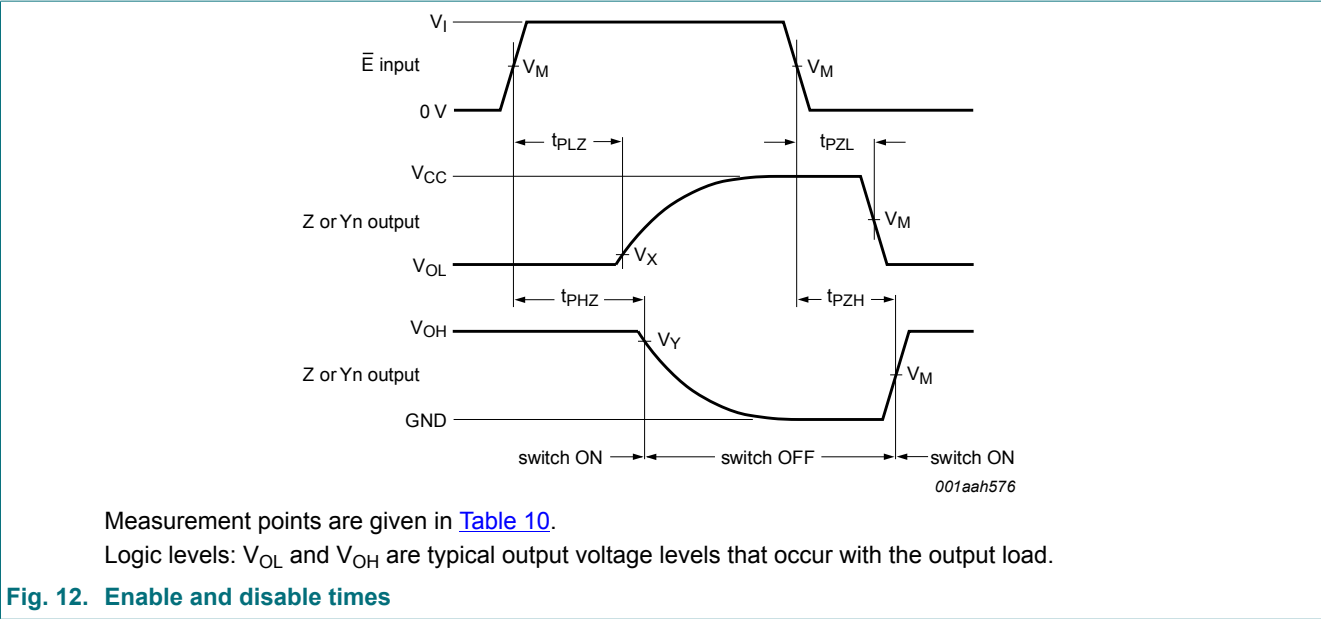 V_I
E̅ input
V_M
V_M
0 V
t_PLZ
t_PZL
V_CC
Z or Yn output
V_M
V_X
V_OL
t_PHZ
t_PZH
V_OH
V_Y
Z or Yn output
V_M
GND
switch ON
switch OFF
switch ON
001aah576
Measurement points are given in Table 10.
Logic levels: V_OL and V_OH are typical output voltage levels that occur with the output load.
Fig. 12. Enable and disable times